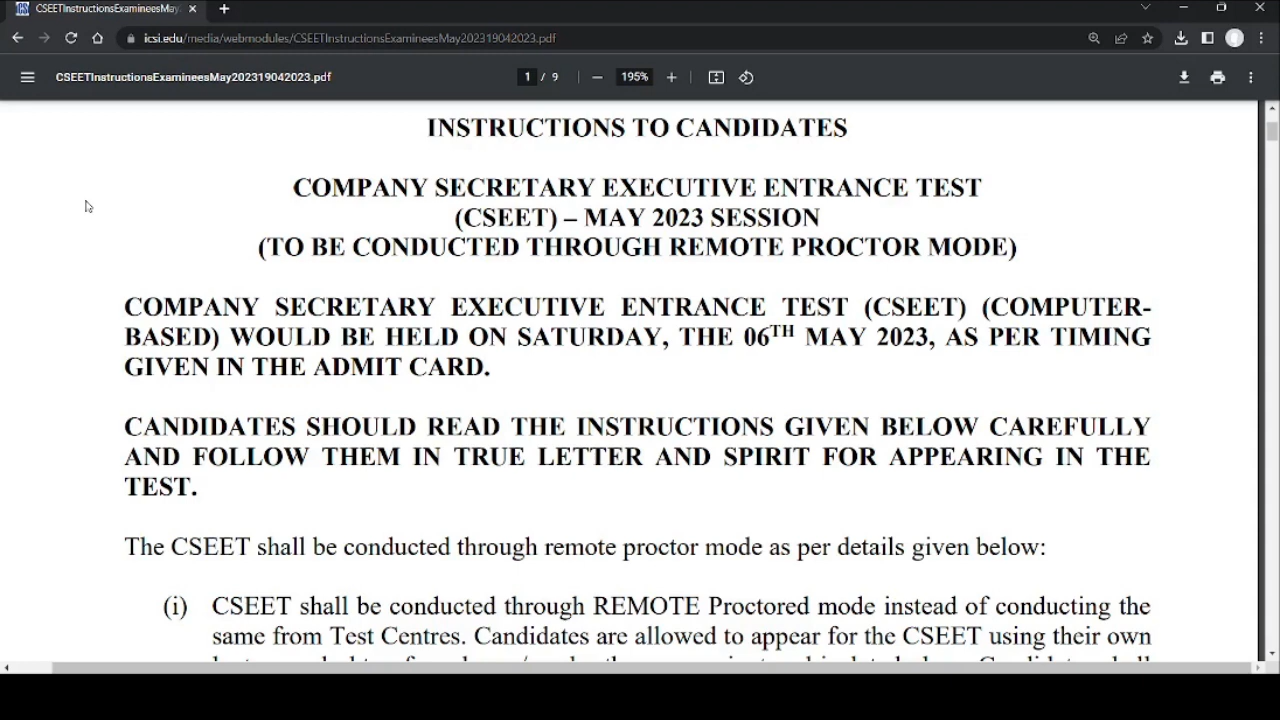 CSEETInstructionsExamineesMay
icsi.edu/media/webmodules/CSEETInstructionsExamineesMay202319042023.pdf
CSEETInstructionsExamineesMay202319042023.pdf
1 / 9
195%
INSTRUCTIONS TO CANDIDATES
COMPANY SECRETARY EXECUTIVE ENTRANCE TEST
(CSEET) – MAY 2023 SESSION
(TO BE CONDUCTED THROUGH REMOTE PROCTOR MODE)
COMPANY SECRETARY EXECUTIVE ENTRANCE TEST (CSEET) (COMPUTER-
BASED) WOULD BE HELD ON SATURDAY, THE 06TH MAY 2023, AS PER TIMING
GIVEN IN THE ADMIT CARD.
CANDIDATES SHOULD READ THE INSTRUCTIONS GIVEN BELOW CAREFULLY
AND FOLLOW THEM IN TRUE LETTER AND SPIRIT FOR APPEARING IN THE
TEST.
The CSEET shall be conducted through remote proctor mode as per details given below:
(i) CSEET shall be conducted through REMOTE Proctored mode instead of conducting the
same from Test Centres. Candidates are allowed to appear for the CSEET using their own